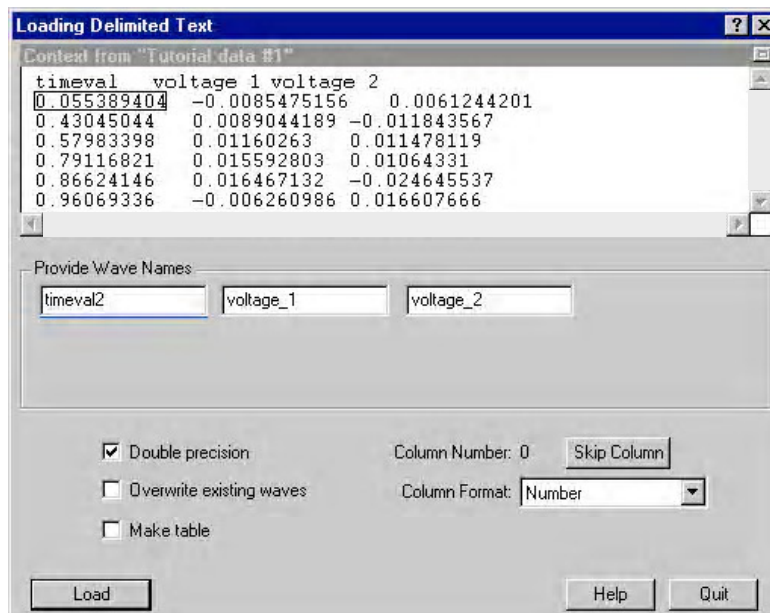 Loading Delimited Text
Context from "Tutorial data #1"
timeval voltage 1 voltage 2
0.055389404 -0.0085475156 0.0061244201
0.43045044 0.0089044189 -0.011843567
0.57983398 0.01160263 0.011478119
0.79116821 0.015592803 0.01064331
0.86624146 0.016467132 -0.024645537
0.96069336 -0.006260986 0.016607666
Provide Wave Names
timeval2 voltage_1 voltage_2
Double precision Column Number: 0 Skip Column
Overwrite existing waves Column Format: Number
Make table
Load Help Quit